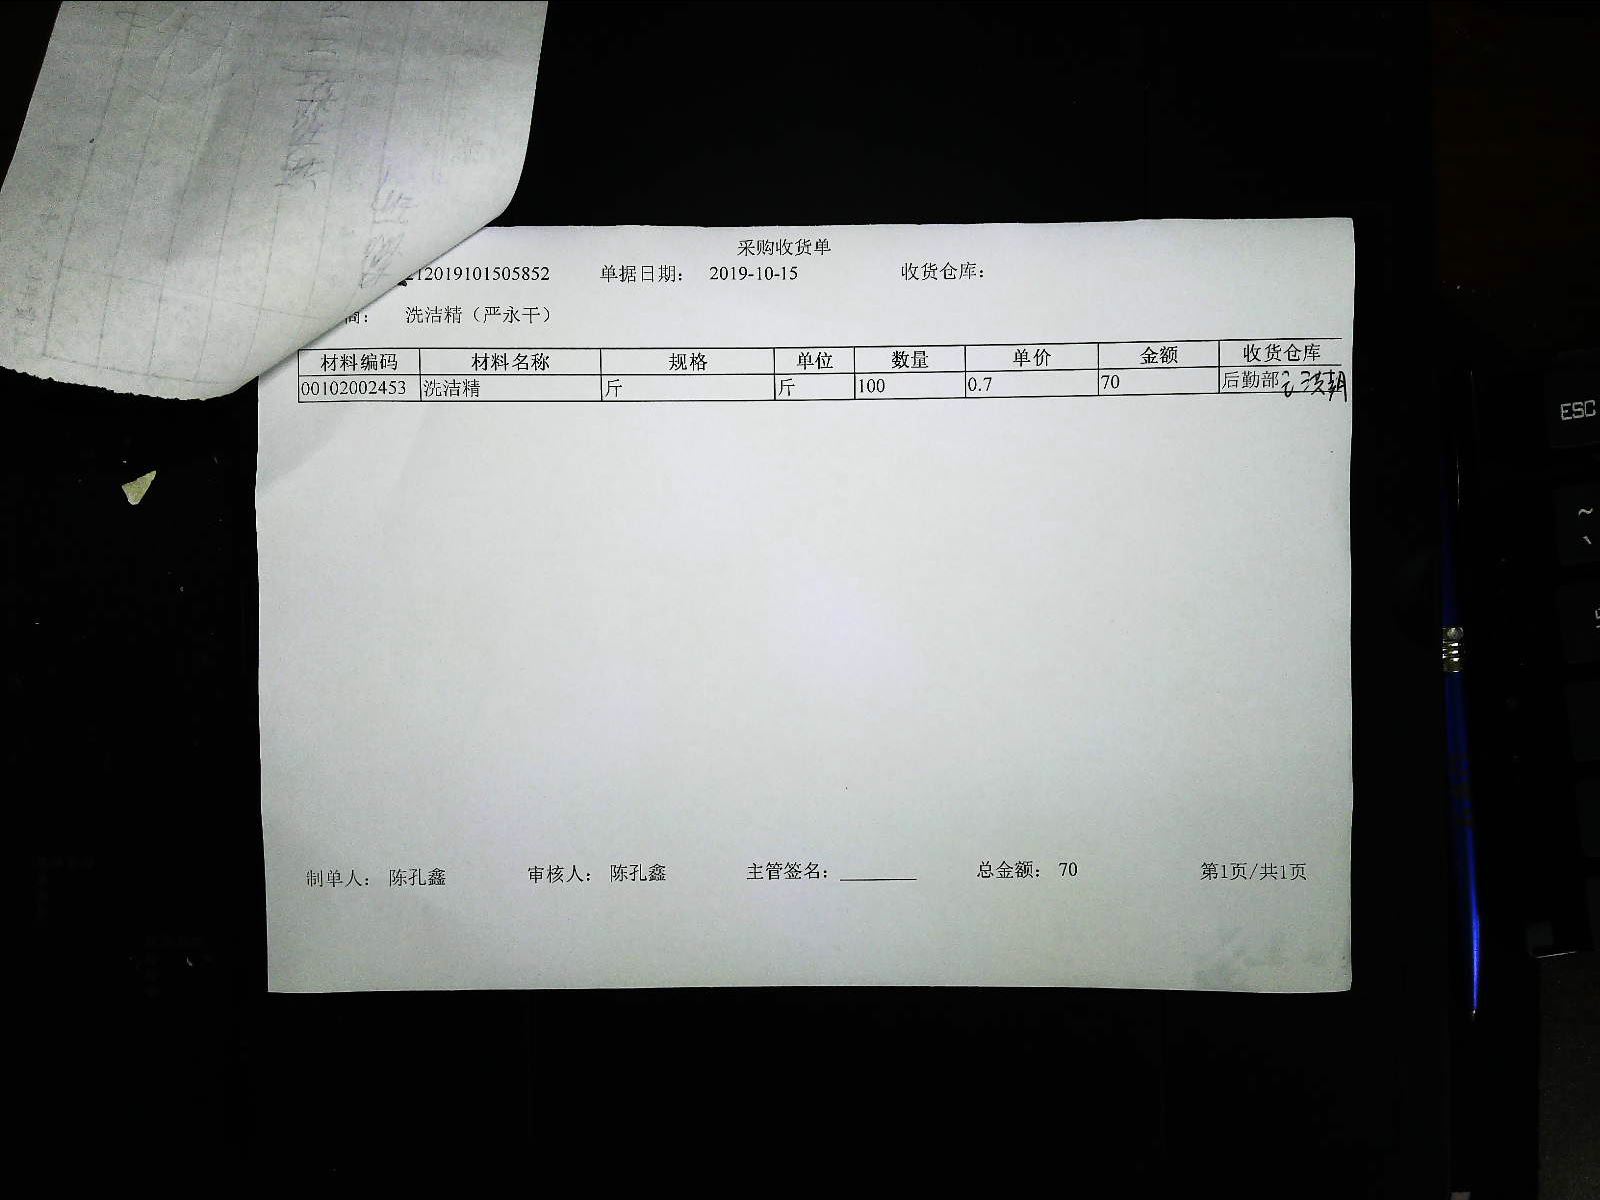 采购收货单
12019101505852 单据日期： 2019-10-15 收货仓库：
商： 洗洁精（严永干）
材料编码 材料名称 规格 单位 数量 单价 金额 收货仓库
00102002453 洗洁精 斤 斤 100 0.7 70 后勤部
制单人： 陈孔鑫 审核人： 陈孔鑫 主管签名： 总金额： 70 第1页/共1页
ESC
~